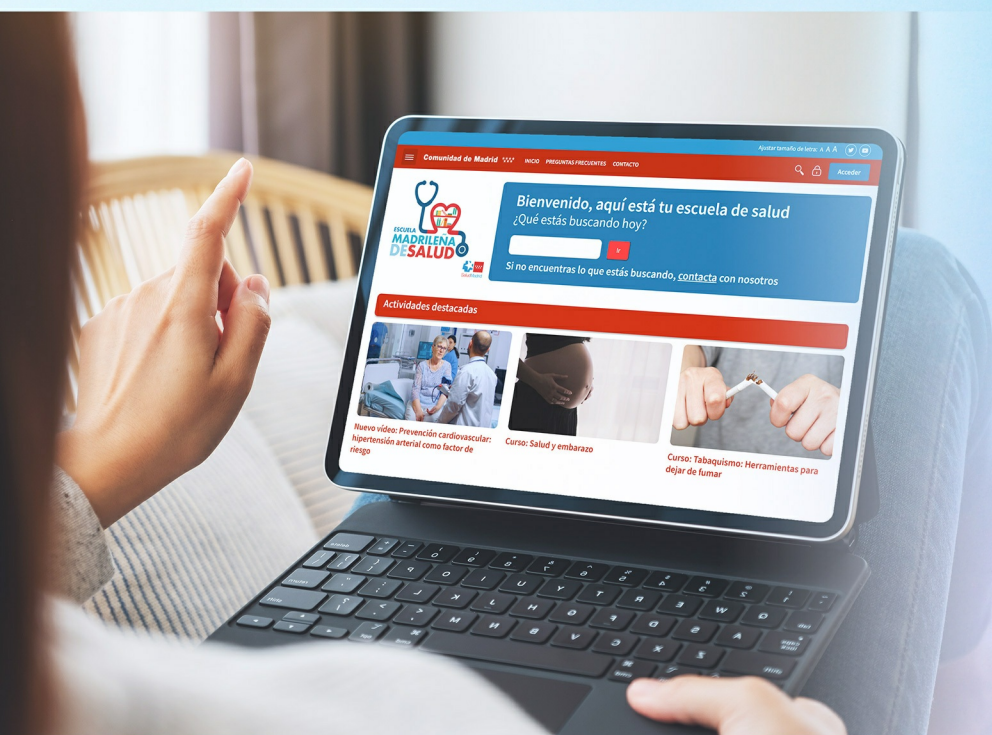 Ajustar tamaño de letra: A A A
Comunidad de Madrid
INICIO PREGUNTAS FRECUENTES CONTACTO
Acceder
ESCUELA
MADRILEÑA
DE SALUD
SaludMadrid
Bienvenido, aquí está tu escuela de salud
¿Qué estás buscando hoy?
Ir
Si no encuentras lo que estás buscando, contacta con nosotros
Actividades destacadas
Nuevo vídeo: Prevención cardiovascular:
hipertensión arterial como factor de
riesgo
Curso: Salud y embarazo
Curso: Tabaquismo: Herramientas para
dejar de fumar